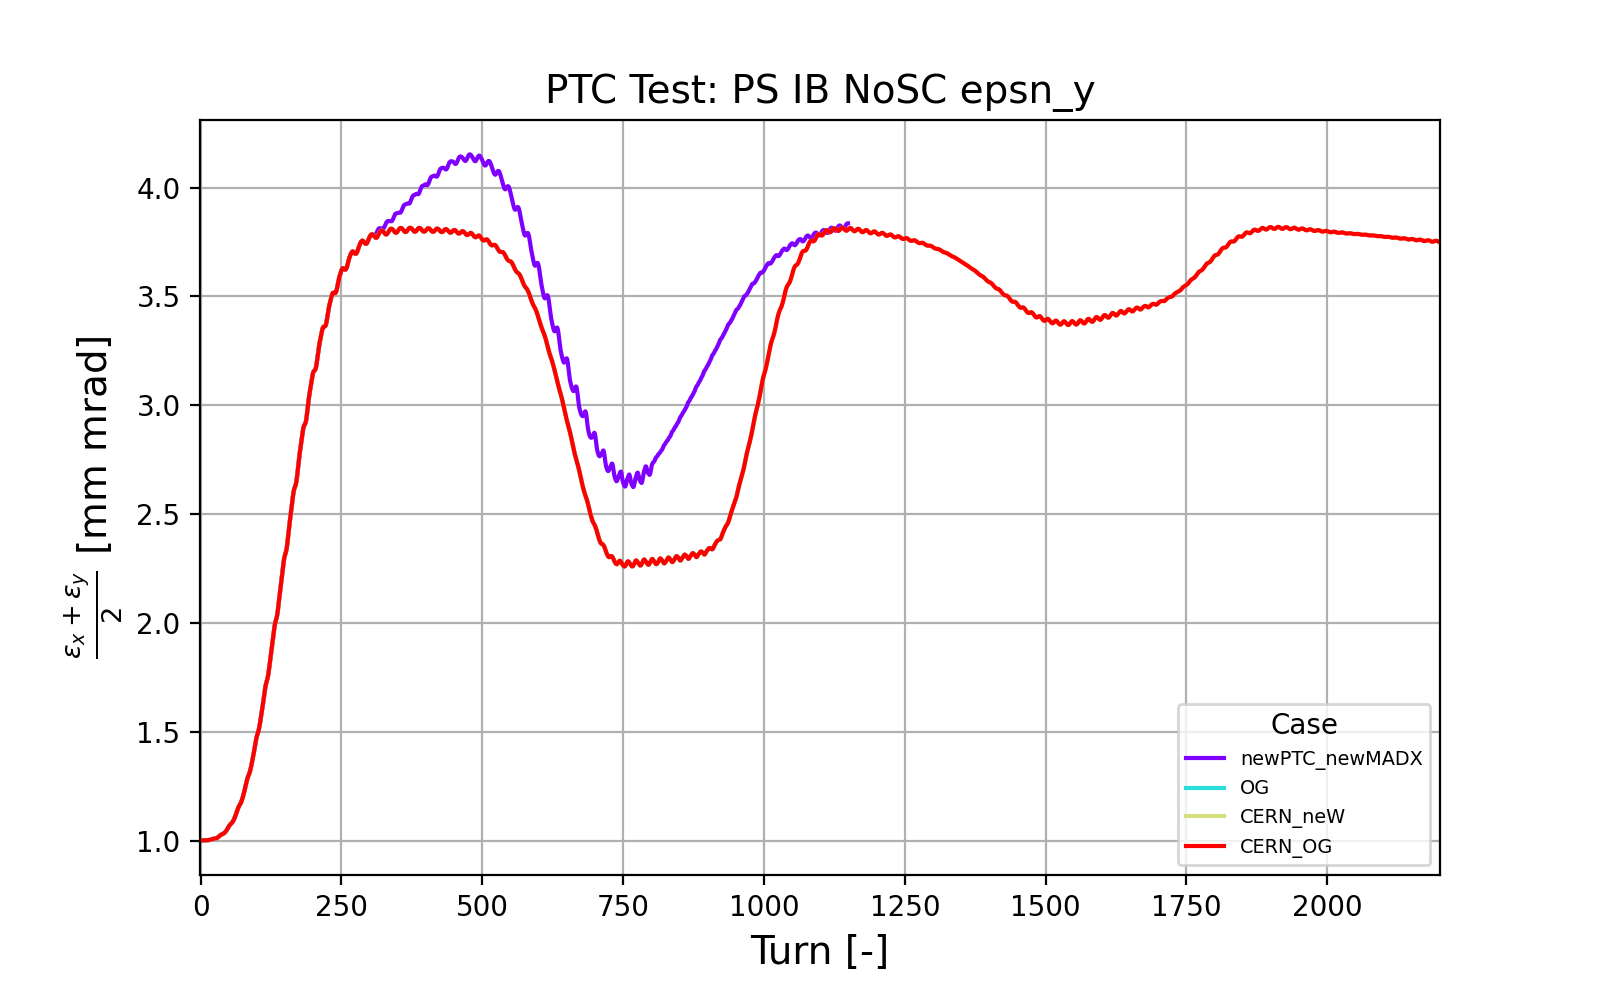 PTC Test: PS IB NoSC epsn_y
εx + εy
2
[mm mrad]
4.0
3.5
3.0
2.5
2.0
1.5
1.0
0 250 500 750 1000 1250 1500 1750 2000
Turn [-]
Case
newPTC_newMADX
OG
CERN_neW
CERN_OG